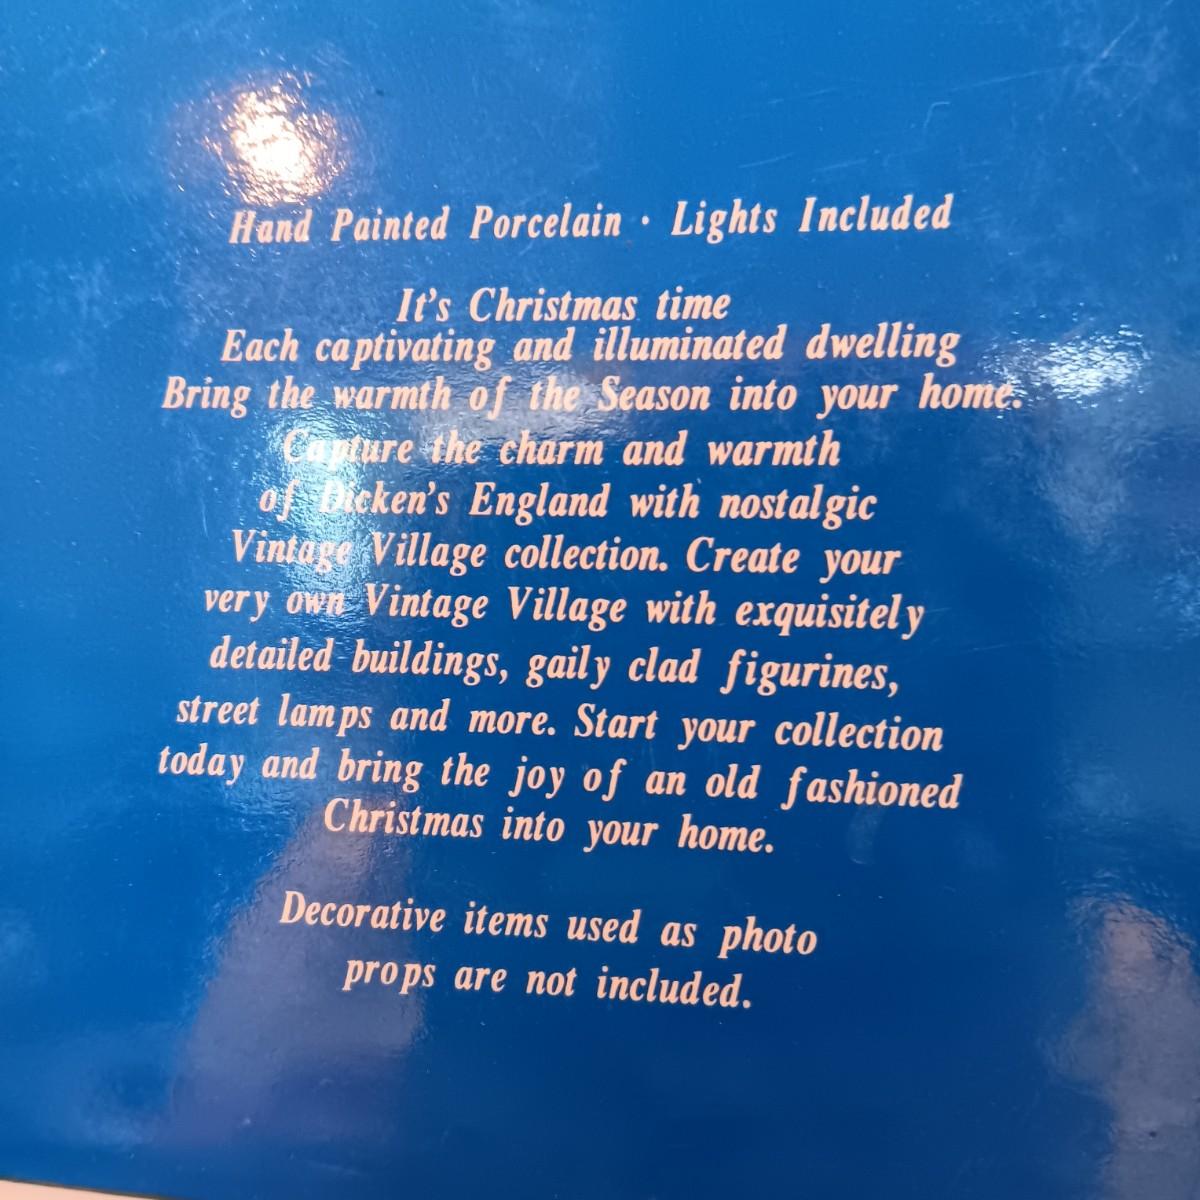 Hand Painted Porcelain · Lights Included
It's Christmas time
Each captivating and illuminated dwelling
Bring the warmth of the Season into your home.
Capture the charm and warmth
of Dicken's England with nostalgic
Vintage Village collection. Create your
very own Vintage Village with exquisitely
detailed buildings, gaily clad figurines,
street lamps and more. Start your collection
today and bring the joy of an old fashioned
Christmas into your home.
Decorative items used as photo
props are not included.